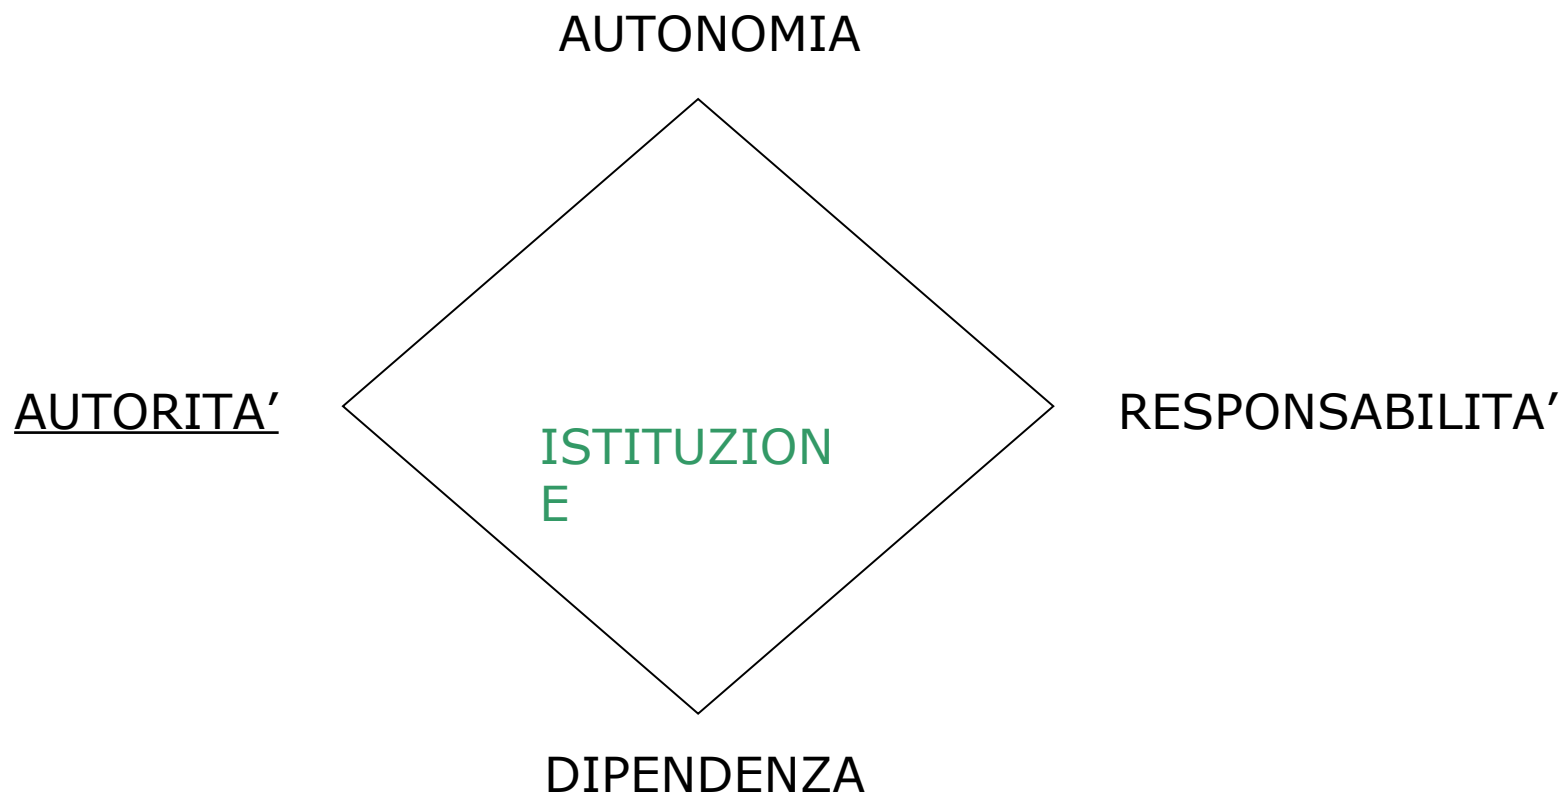 AUTONOMIA
AUTORITA’
RESPONSABILITA’
ISTITUZION
E
DIPENDENZA